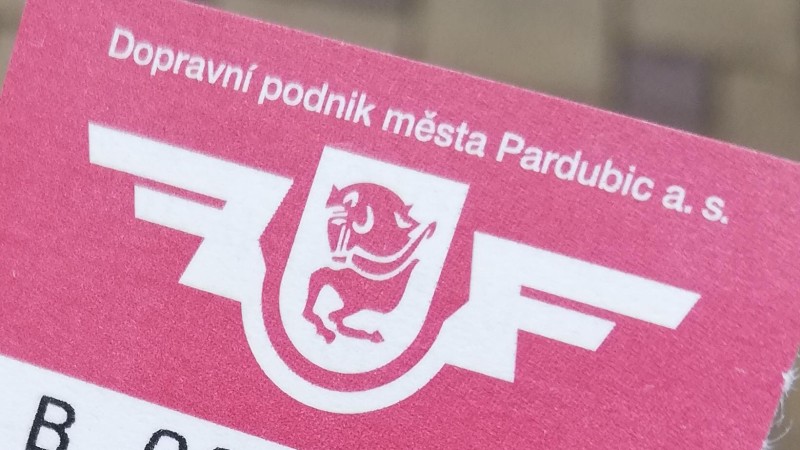 Dopravní podnik města Pardubic a. s.
B